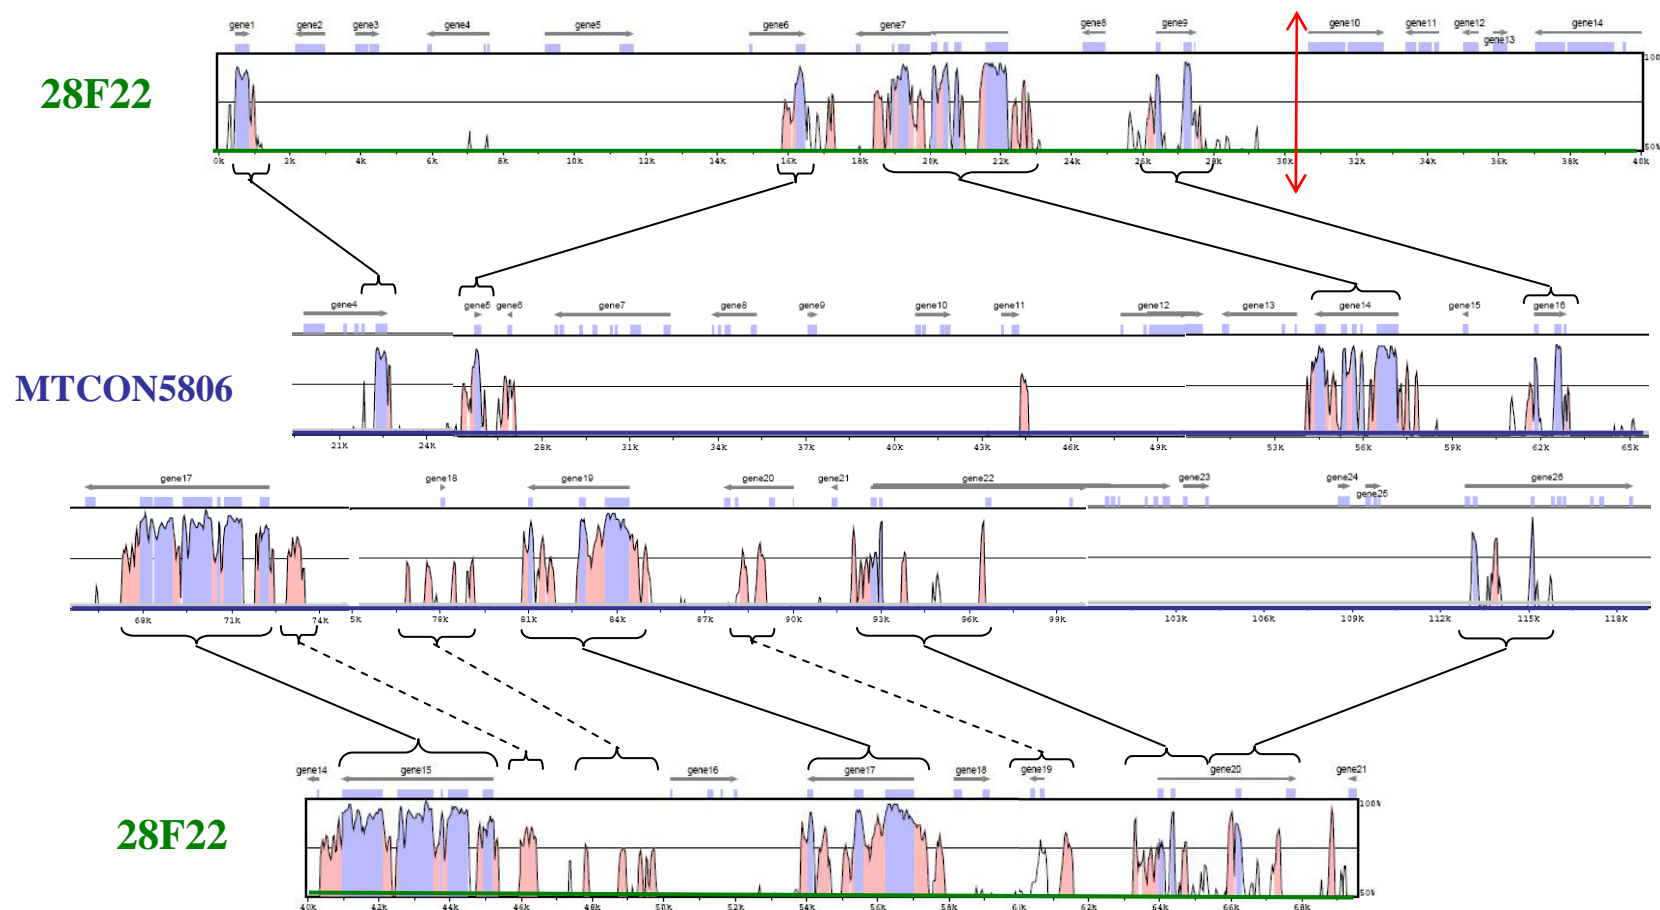 gene1 gene2 gene3 gene4 gene5 gene6 gene7 gene8 gene9 gene10 gene11 gene12 gene13 gene14
28F22
100
50%
0k 2k 4k 6k 8k 10k 12k 14k 16k 18k 20k 22k 24k 26k 28k 30k 32k 34k 36k 38k 40k
gene4 gene5 gene6 gene7 gene8 gene9 gene10 gene11 gene12 gene13 gene14 gene15 gene16
MTCON5806
21k 24k 28k 31k 34k 37k 40k 43k 46k 49k 53k 56k 59k 62k 65k
gene17 gene18 gene19 gene20 gene21 gene22 gene23 gene24 gene25 gene26
68k 71k 74k 5k 78k 81k 84k 87k 90k 93k 96k 99k 103k 106k 109k 112k 115k 118k
gene14 gene15 gene16 gene17 gene18 gene19 gene20 gene21
28F22
100%
50%
40k 42k 44k 46k 48k 50k 52k 54k 56k 58k 60k 62k 64k 66k 68k